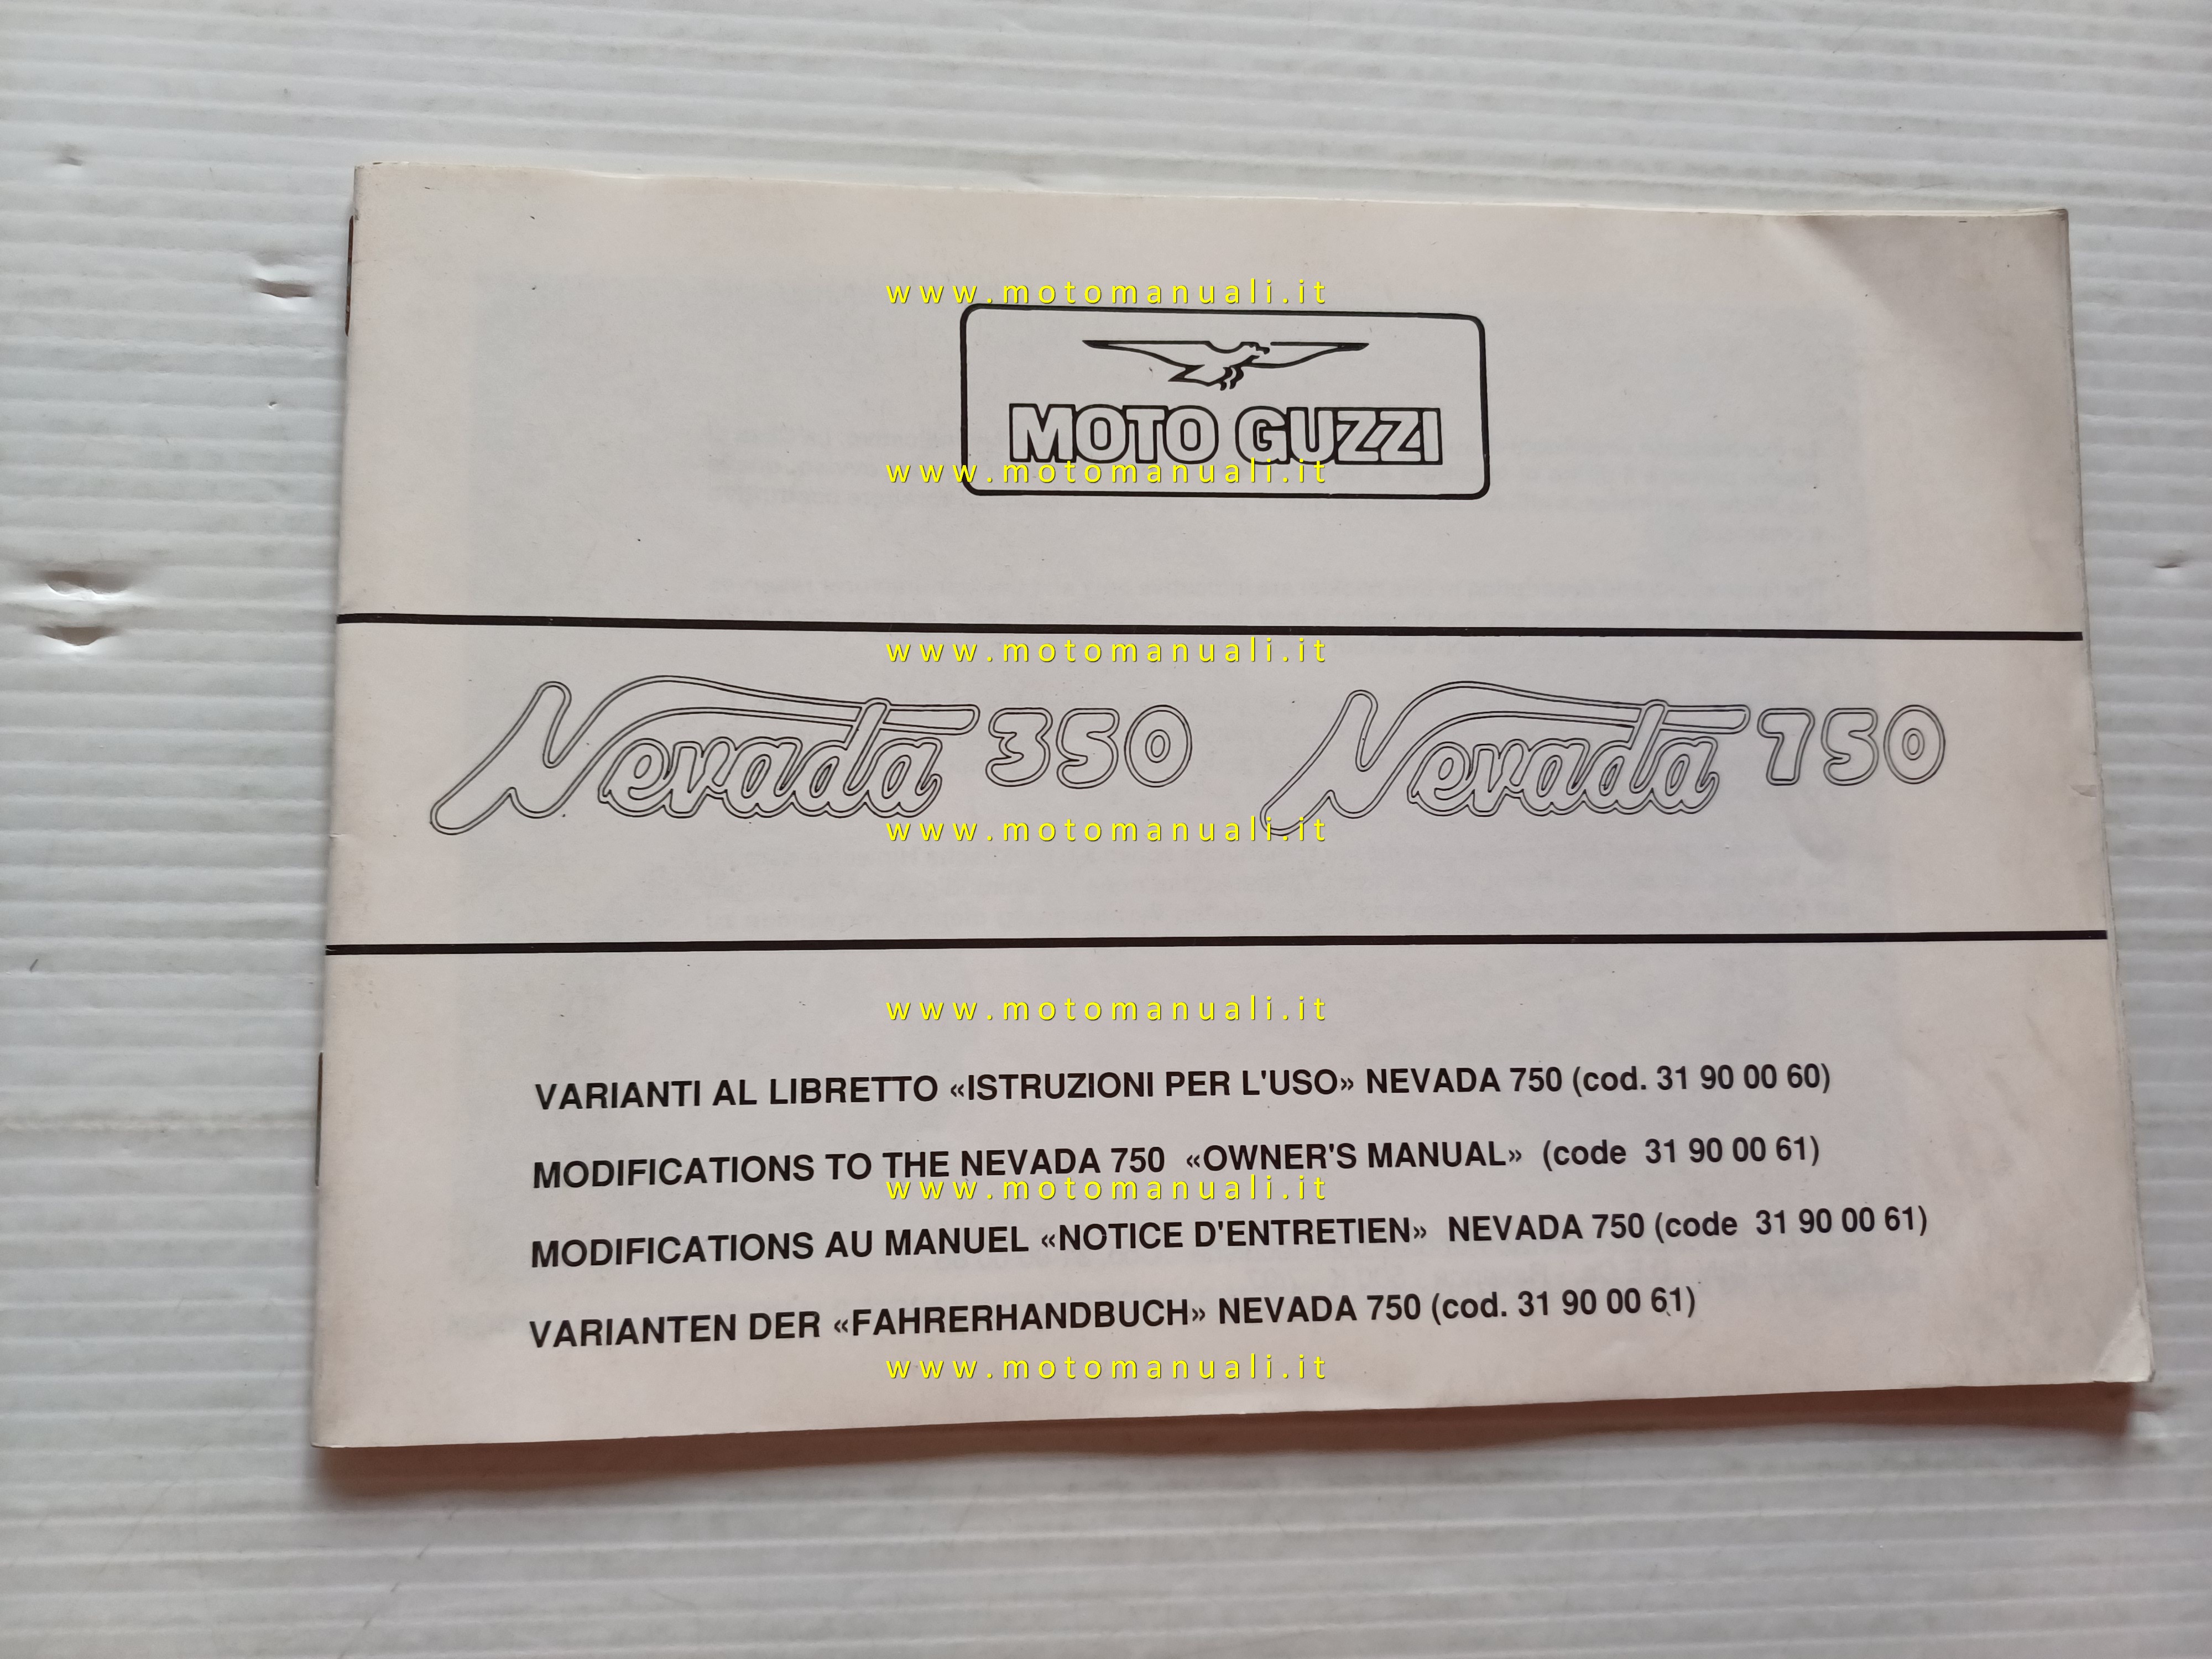 www.motomanuali.it
MOTO GUZZI
www.motomanuali.it
www.motomanuali.it
Nevada 350 Nevada 750
www.motomanuali.it
www.motomanuali.it
VARIANTI AL LIBRETTO «ISTRUZIONI PER L'USO» NEVADA 750 (cod. 31 90 00 60)
MODIFICATIONS TO THE NEVADA 750 «OWNER'S MANUAL» (code 31 90 00 61)
www.motomanuali.it
MODIFICATIONS AU MANUEL «NOTICE D'ENTRETIEN» NEVADA 750 (code 31 90 00 61)
VARIANTEN DER «FAHRERHANDBUCH» NEVADA 750 (cod. 31 90 00 61)
www.motomanuali.it